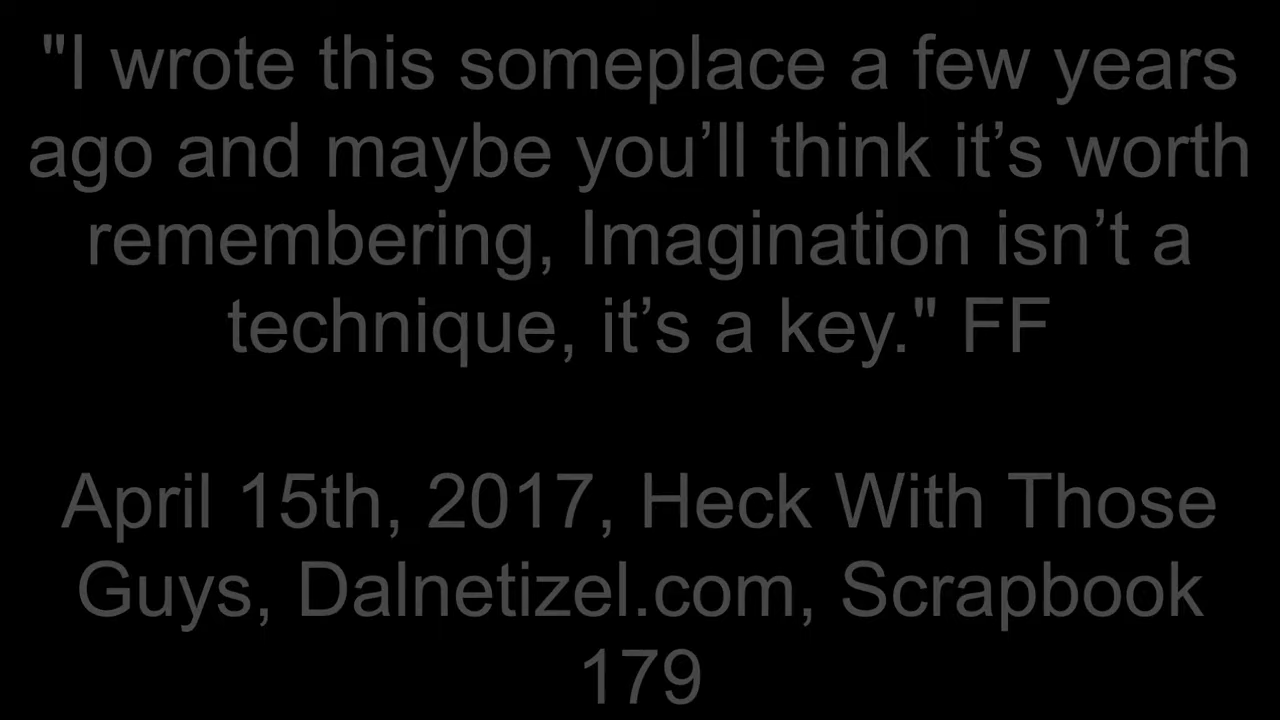 "I wrote this someplace a few years
ago and maybe you’ll think it’s worth
remembering, Imagination isn’t a
technique, it’s a key." FF
April 15th, 2017, Heck With Those
Guys, Dalnetizel.com, Scrapbook
179